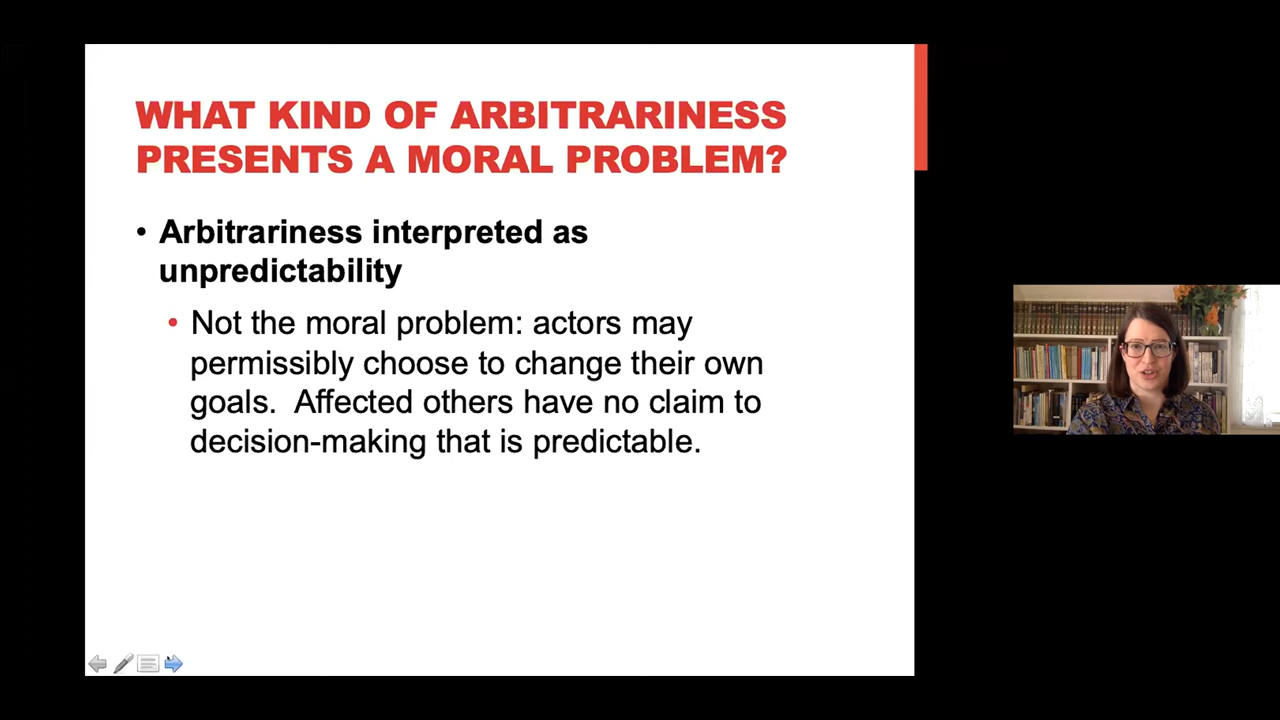 WHAT KIND OF ARBITRARINESS
PRESENTS A MORAL PROBLEM?
• Arbitrariness interpreted as
unpredictability
• Not the moral problem: actors may
permissibly choose to change their own
goals.  Affected others have no claim to
decision-making that is predictable.